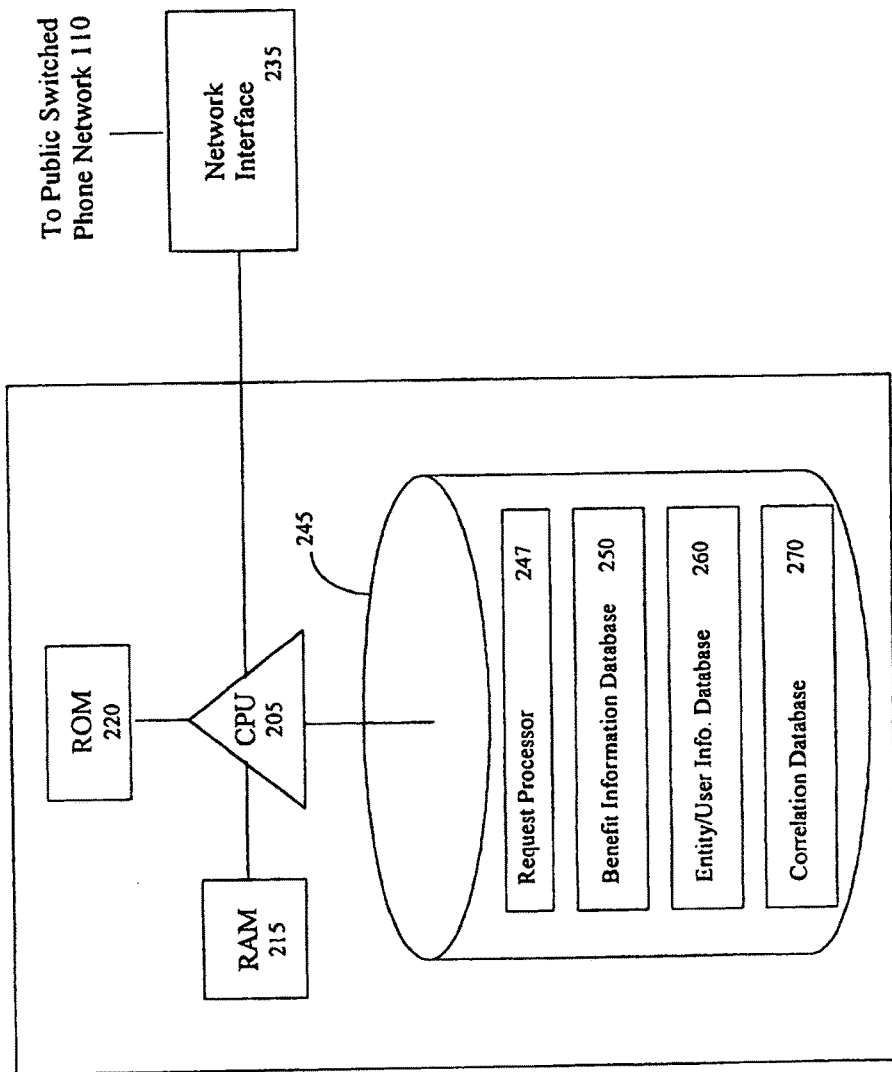 To Public Switched
Phone Network 110
Network
Interface
235
ROM
220
CPU
205
RAM
215
245
Request Processor 247
Benefit Information Database 250
Entity/User Info. Database 260
Correlation Database 270